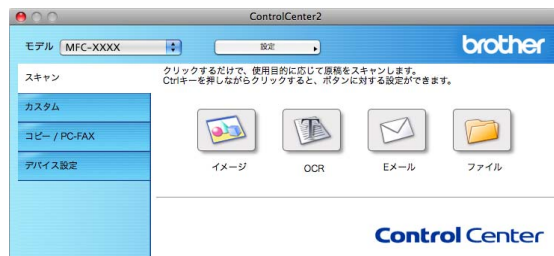 ControlCenter2
モデル MFC-XXXX 設定 brother
スキャン
カスタム
コピー / PC-FAX
デバイス設定
クリックするだけで、使用目的に応じて原稿をスキャンします。
Ctrlキーを押しながらクリックすると、ボタンに対する設定ができます。
イメージ OCR Eメール ファイル
Control Center